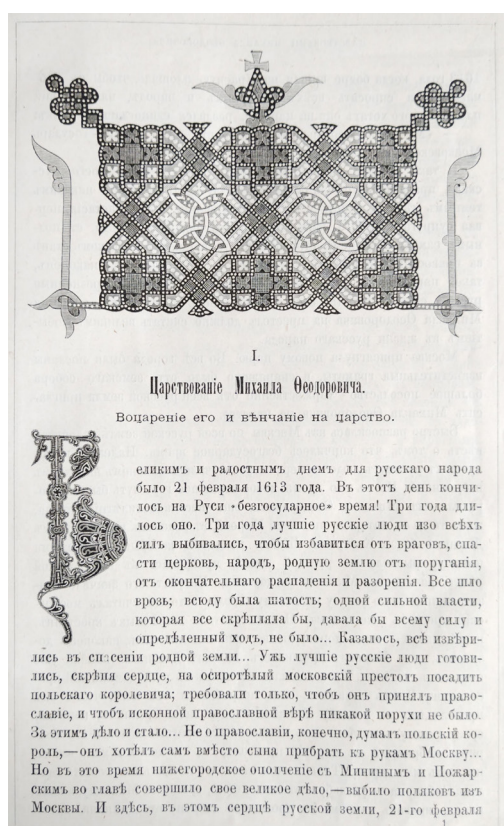 I.
Царствованіе Михаила Ѳеодоровича.
Воцареніе его и вѣнчаніе на царство.
Великимъ и радостнымъ днемъ для русскаго народа
было 21 февраля 1613 года. Въ этотъ день кончи-
лось на Руси «безгосударное» время! Три года дли-
лось оно. Три года лучшіе русскіе люди изо всѣхъ
силъ выбивались, чтобы избавиться отъ враговъ, спа-
сти церковь, народъ, родную землю отъ поруганія,
отъ окончательнаго распаденія и разоренія. Все шло
врозь; всюду была шатость; одной сильной власти,
которая все скрѣпляла бы, давала бы всему силу и
опредѣленный ходъ, не было... Казалось, всѣ извѣри-
лись въ спасеніи родной земли... Ужь лучшіе русскіе люди готови-
лись, скрѣпя сердце, на осиротѣлый московскій престолъ посадить
польскаго королевича; требовали только, чтобъ онъ принялъ право-
славіе, и чтобъ исконной православной вѣрѣ никакой порухи не было.
За этимъ дѣло и стало... Не о православіи, конечно, думалъ польскій ко-
роль,—онъ хотѣлъ самъ вмѣсто сына прибрать къ рукамъ Москву...
Но въ это время нижегородское ополченіе съ Мининымъ и Пожар-
скимъ во главѣ совершило свое великое дѣло,—выбило поляковъ изъ
Москвы. И здѣсь, въ этомъ сердцѣ русской земли, 21-го февраля
1